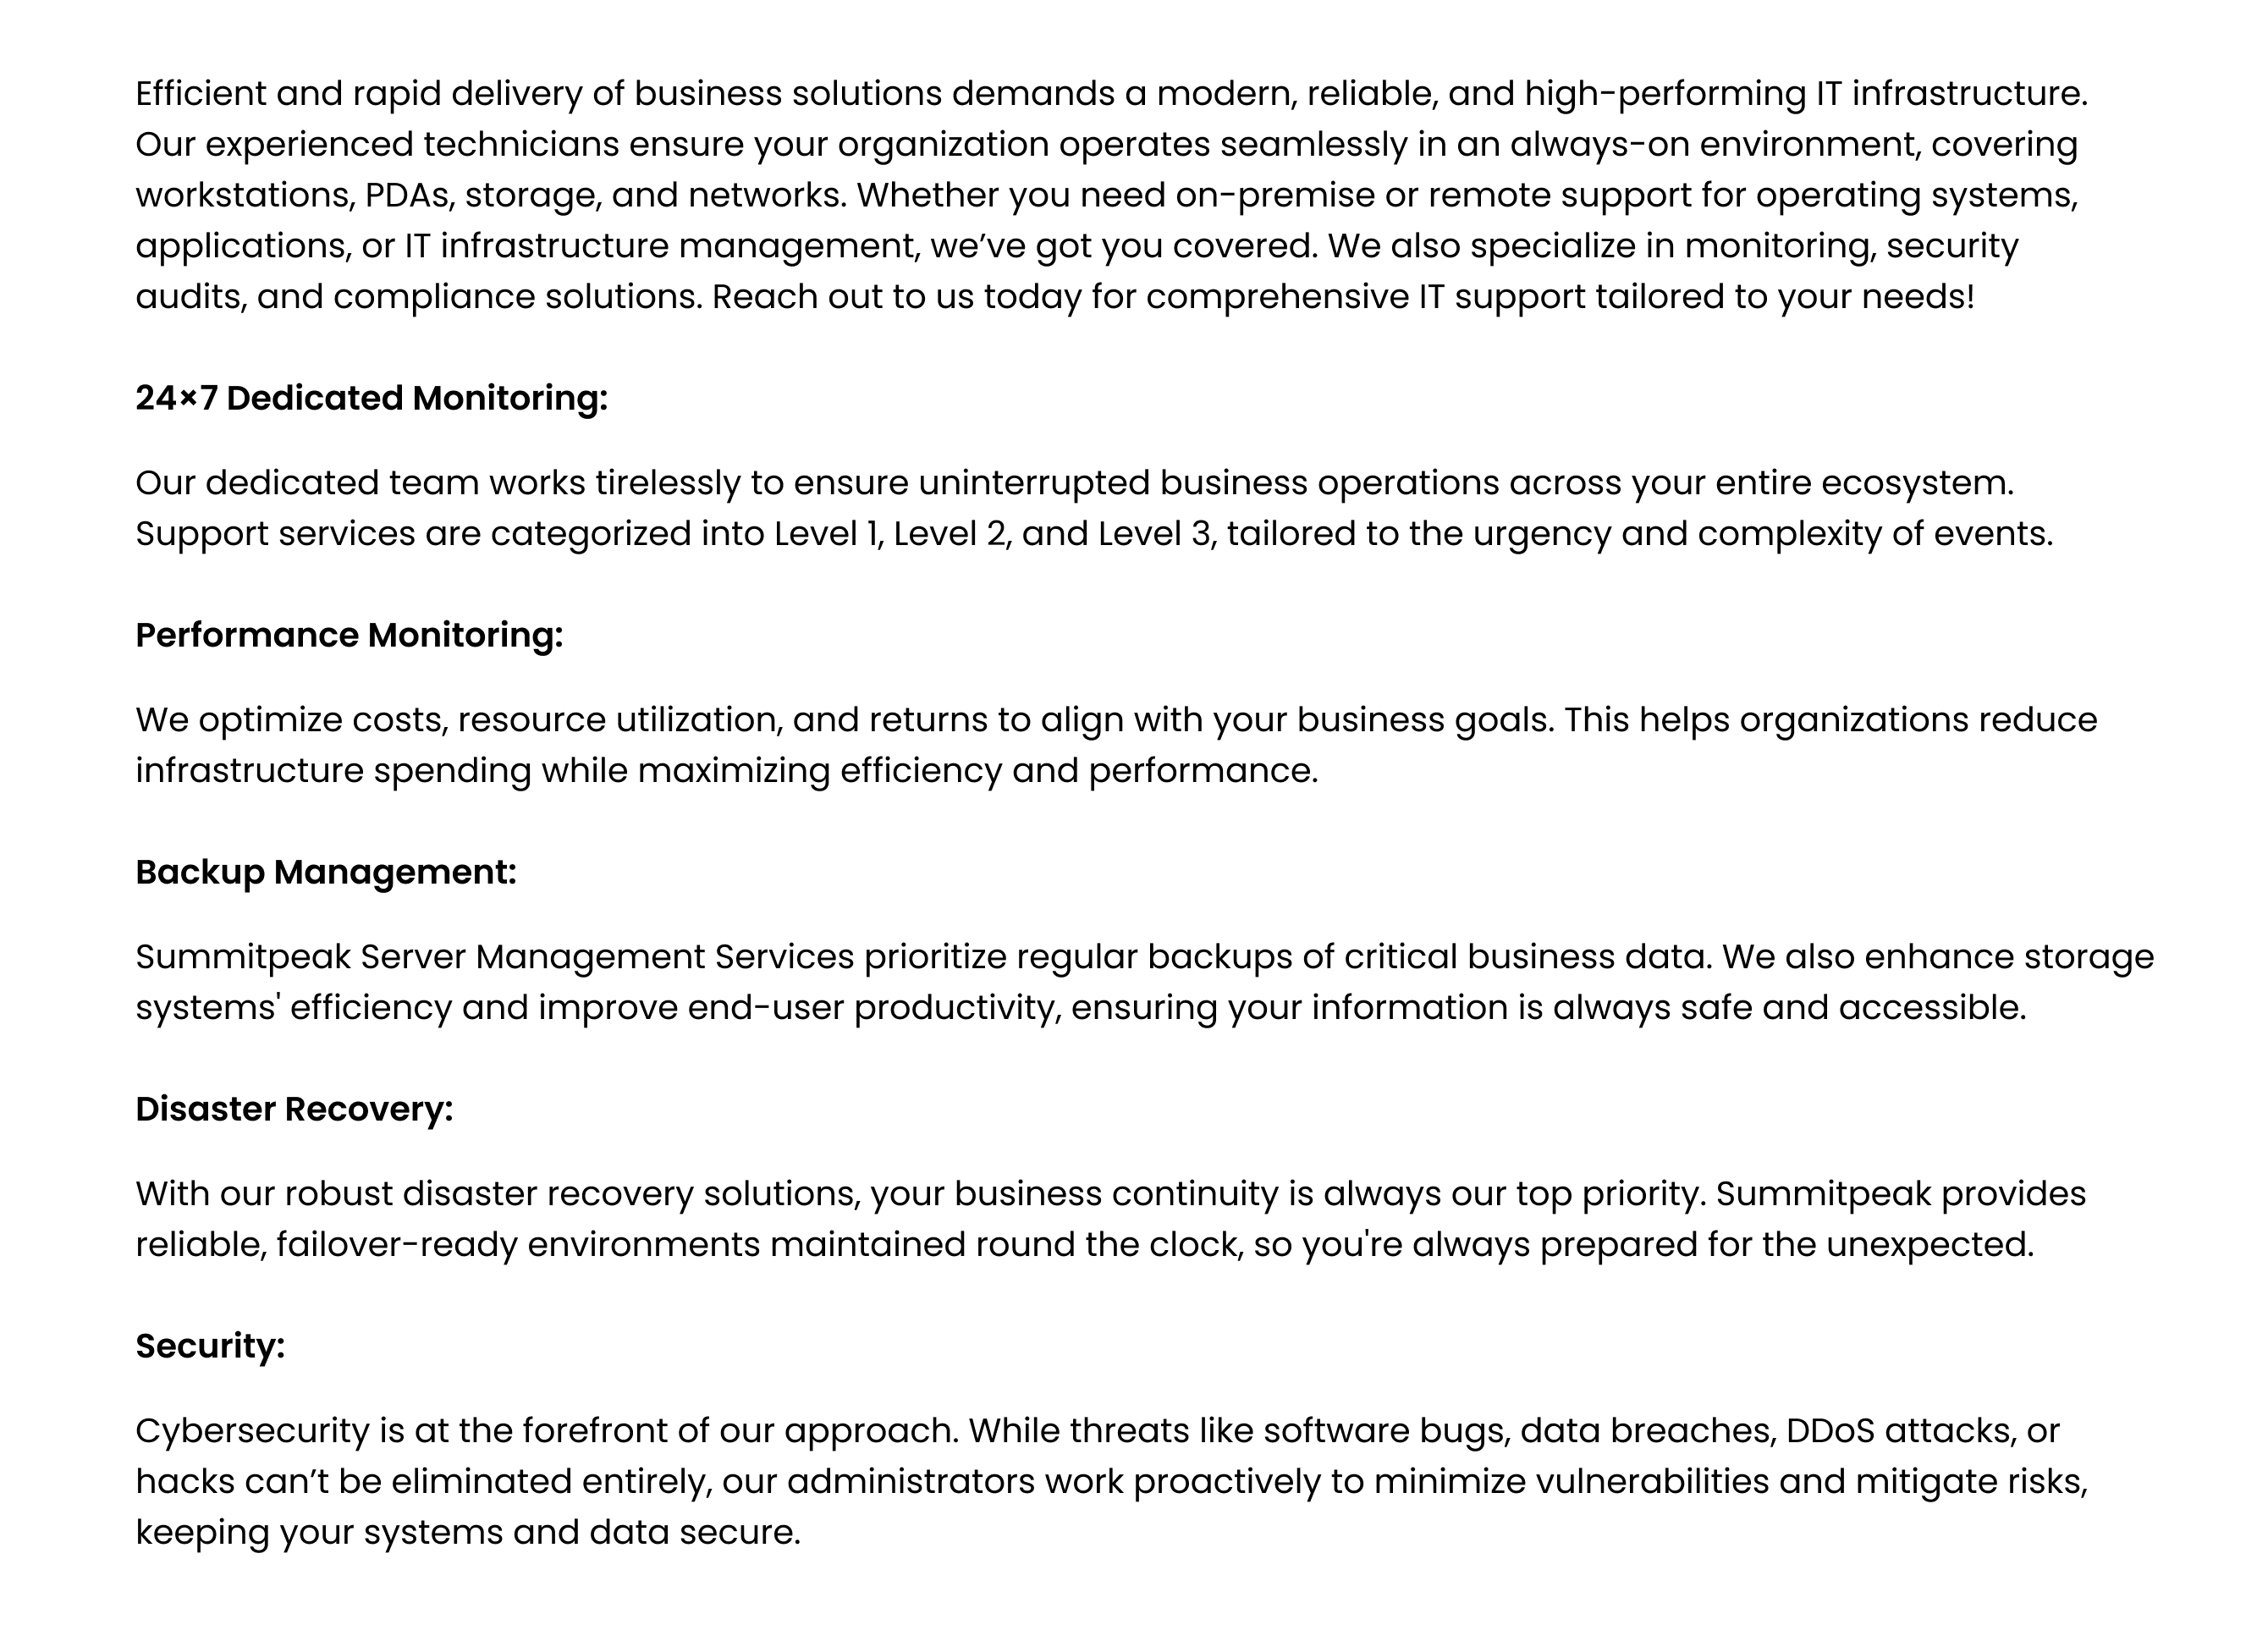 Efficient and rapid delivery of business solutions demands a modern, reliable, and high-performing IT infrastructure.
Our experienced technicians ensure your organization operates seamlessly in an always-on environment, covering
workstations, PDAs, storage, and networks. Whether you need on-premise or remote support for operating systems,
applications, or IT infrastructure management, we’ve got you covered. We also specialize in monitoring, security
audits, and compliance solutions. Reach out to us today for comprehensive IT support tailored to your needs!
24×7 Dedicated Monitoring:
Our dedicated team works tirelessly to ensure uninterrupted business operations across your entire ecosystem.
Support services are categorized into Level 1, Level 2, and Level 3, tailored to the urgency and complexity of events.
Performance Monitoring:
We optimize costs, resource utilization, and returns to align with your business goals. This helps organizations reduce
infrastructure spending while maximizing efficiency and performance.
Backup Management:
Summitpeak Server Management Services prioritize regular backups of critical business data. We also enhance storage
systems' efficiency and improve end-user productivity, ensuring your information is always safe and accessible.
Disaster Recovery:
With our robust disaster recovery solutions, your business continuity is always our top priority. Summitpeak provides
reliable, failover-ready environments maintained round the clock, so you're always prepared for the unexpected.
Security:
Cybersecurity is at the forefront of our approach. While threats like software bugs, data breaches, DDoS attacks, or
hacks can’t be eliminated entirely, our administrators work proactively to minimize vulnerabilities and mitigate risks,
keeping your systems and data secure.